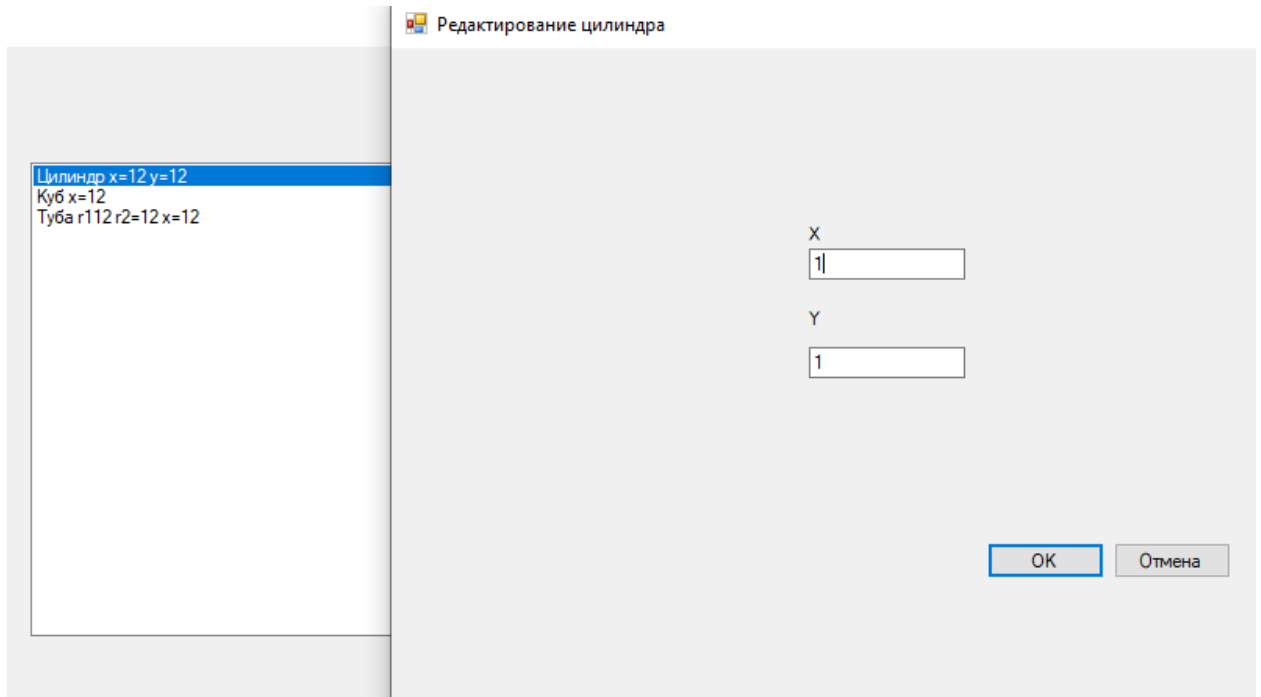 Редактирование цилиндра
Цилиндр x=12 y=12
Куб x=12
Туба r112 r2=12 x=12
X
1
Y
1
OK
Отмена